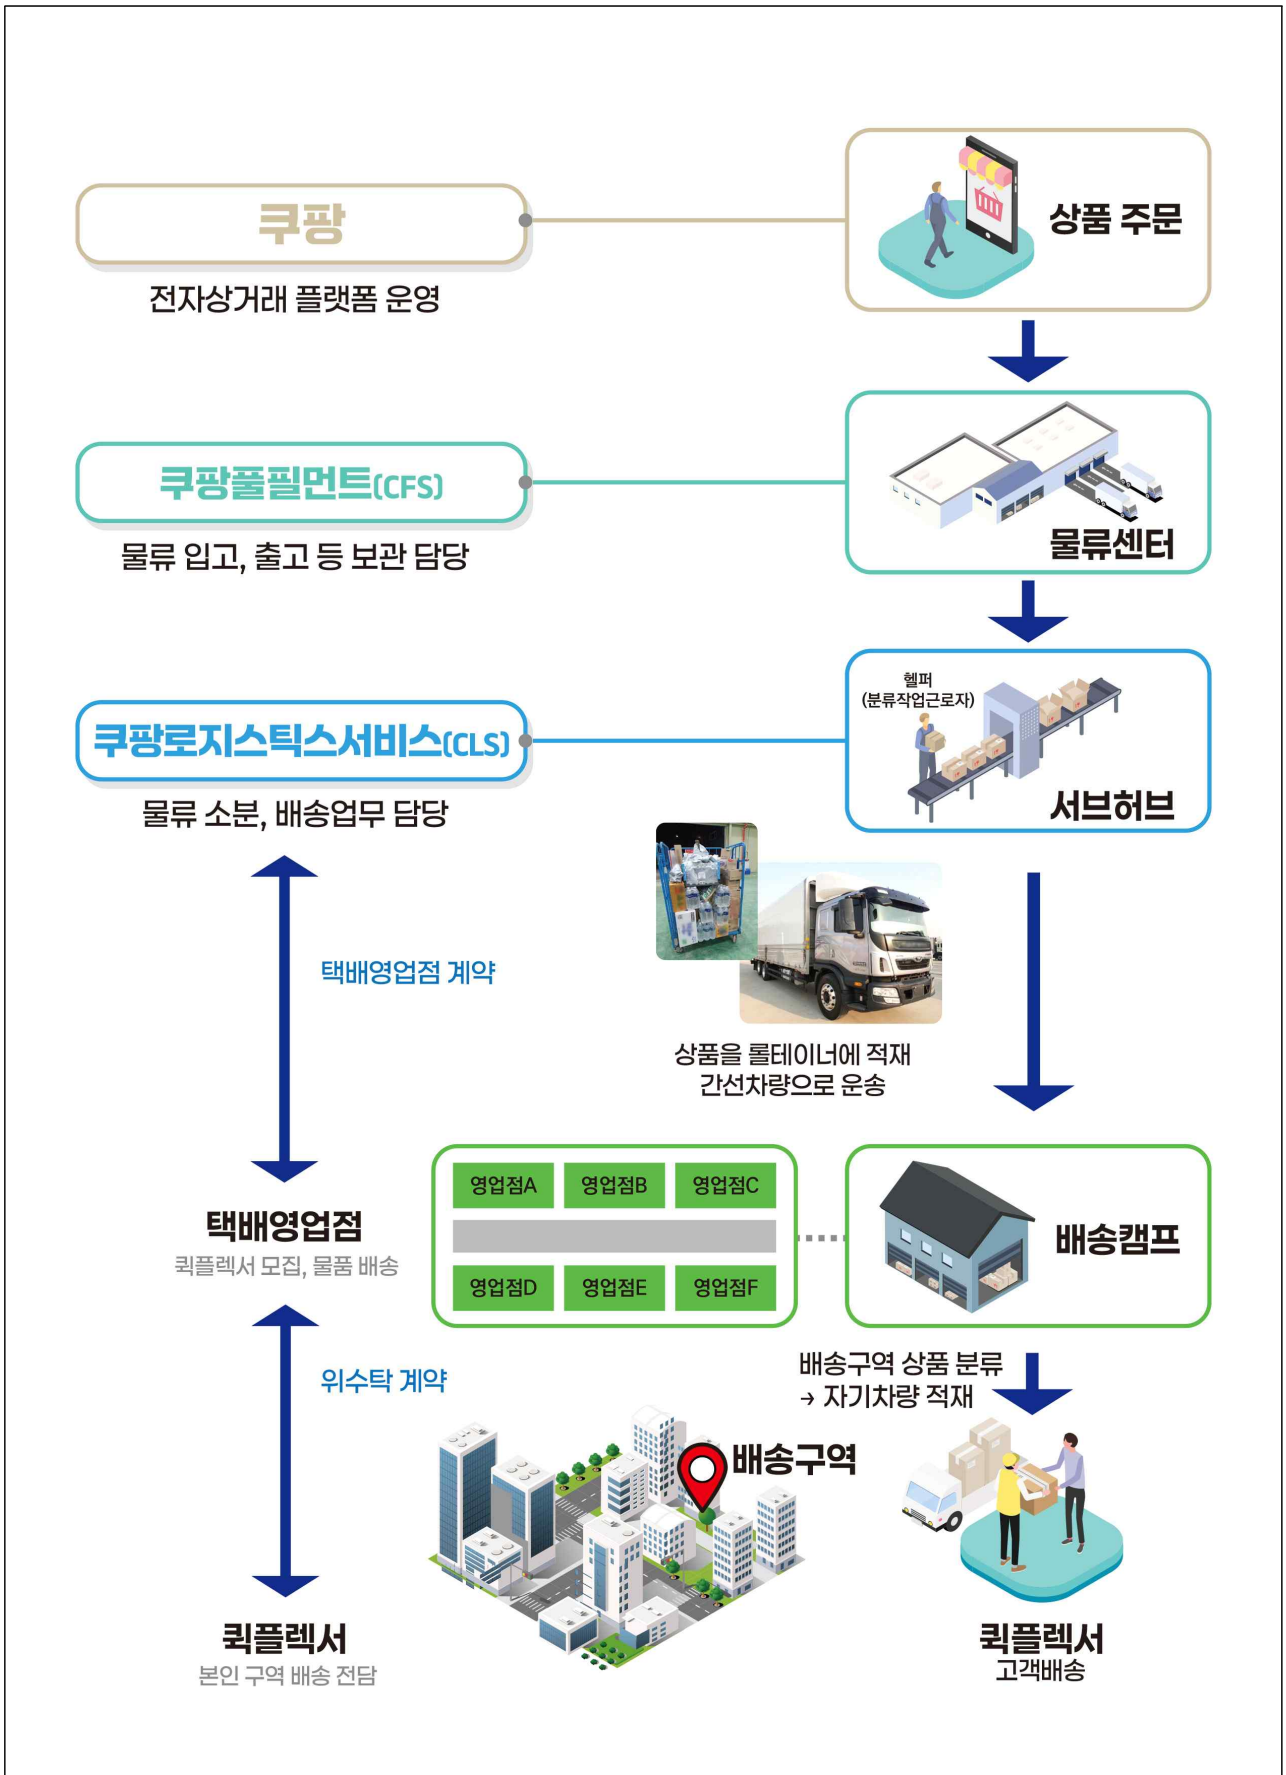 쿠팡
전자상거래 플랫폼 운영
상품 주문
쿠팡풀필먼트(CFS)
물류 입고, 출고 등 보관 담당
물류센터
쿠팡로지스틱스서비스(CLS)
물류 소분, 배송업무 담당
헬퍼
(분류작업근로자)
서브허브
택배영업점 계약
상품을 롤테이너에 적재
간선차량으로 운송
택배영업점
퀵플렉서 모집, 물품 배송
영업점A 영업점B 영업점C
영업점D 영업점E 영업점F
배송캠프
위수탁 계약
배송구역 상품 분류
→ 자기차량 적재
배송구역
퀵플렉서
본인 구역 배송 전담
퀵플렉서
고객배송